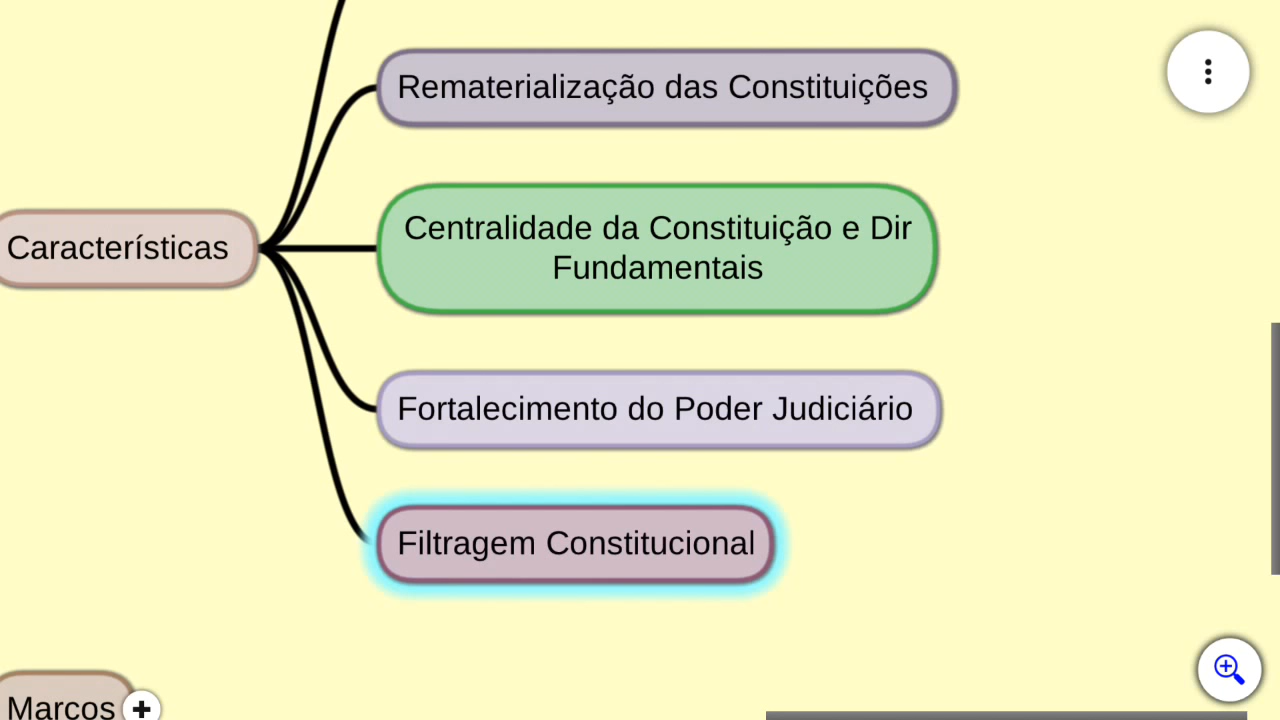 Rematerialização das Constituições
Centralidade da Constituição e Dir
Fundamentais
Características
Fortalecimento do Poder Judiciário
Filtragem Constitucional
Marcos